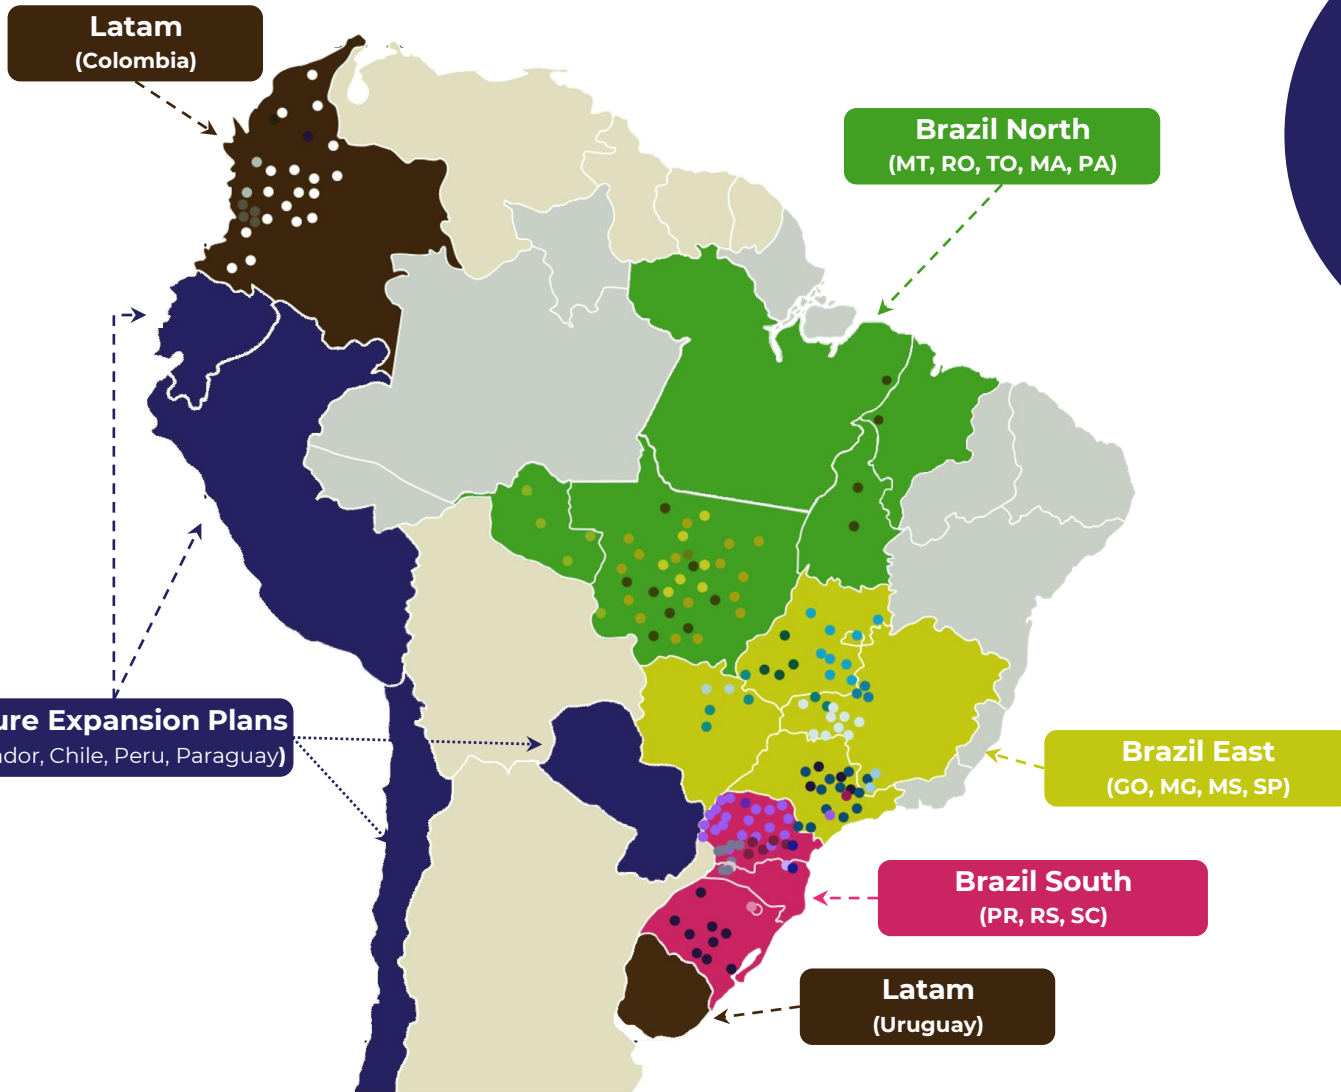 Latam
(Colombia)
Brazil North
(MT, RO, TO, MA, PA)
ure Expansion Plans
dor, Chile, Peru, Paraguay)
Brazil East
(GO, MG, MS, SP)
Brazil South
(PR, RS, SC)
Latam
(Uruguay)